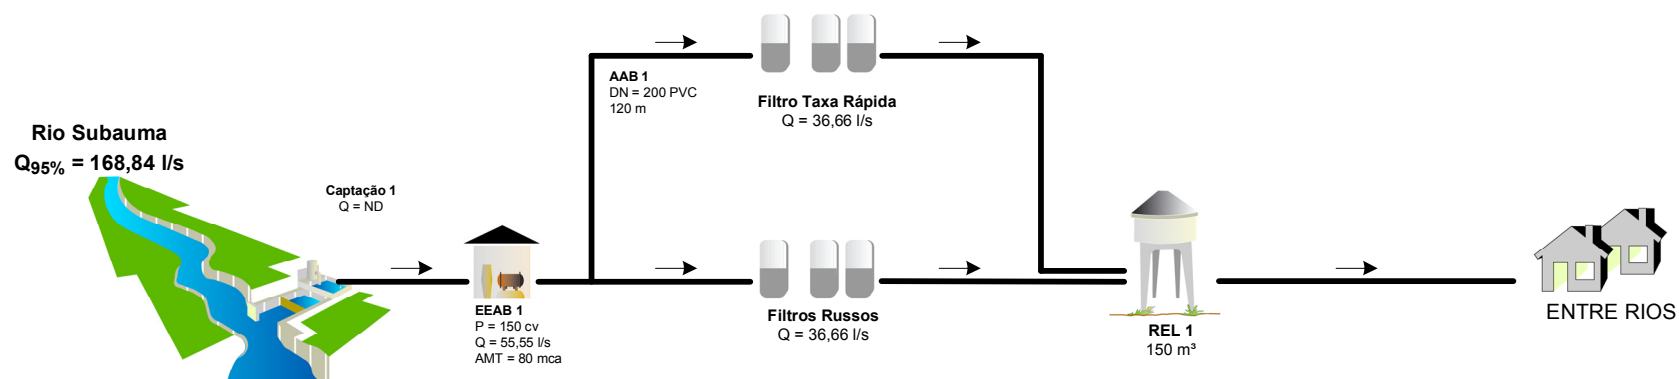 Rio Subauma
Q95% = 168,84 l/s
Captação 1
Q = ND
EEAB 1
P = 150 cv
Q = 55,55 l/s
AMT = 80 mca
AAB 1
DN = 200 PVC
120 m
Filtro Taxa Rápida
Q = 36,66 l/s
Filtros Russos
Q = 36,66 l/s
REL 1
150 m³
ENTRE RIOS